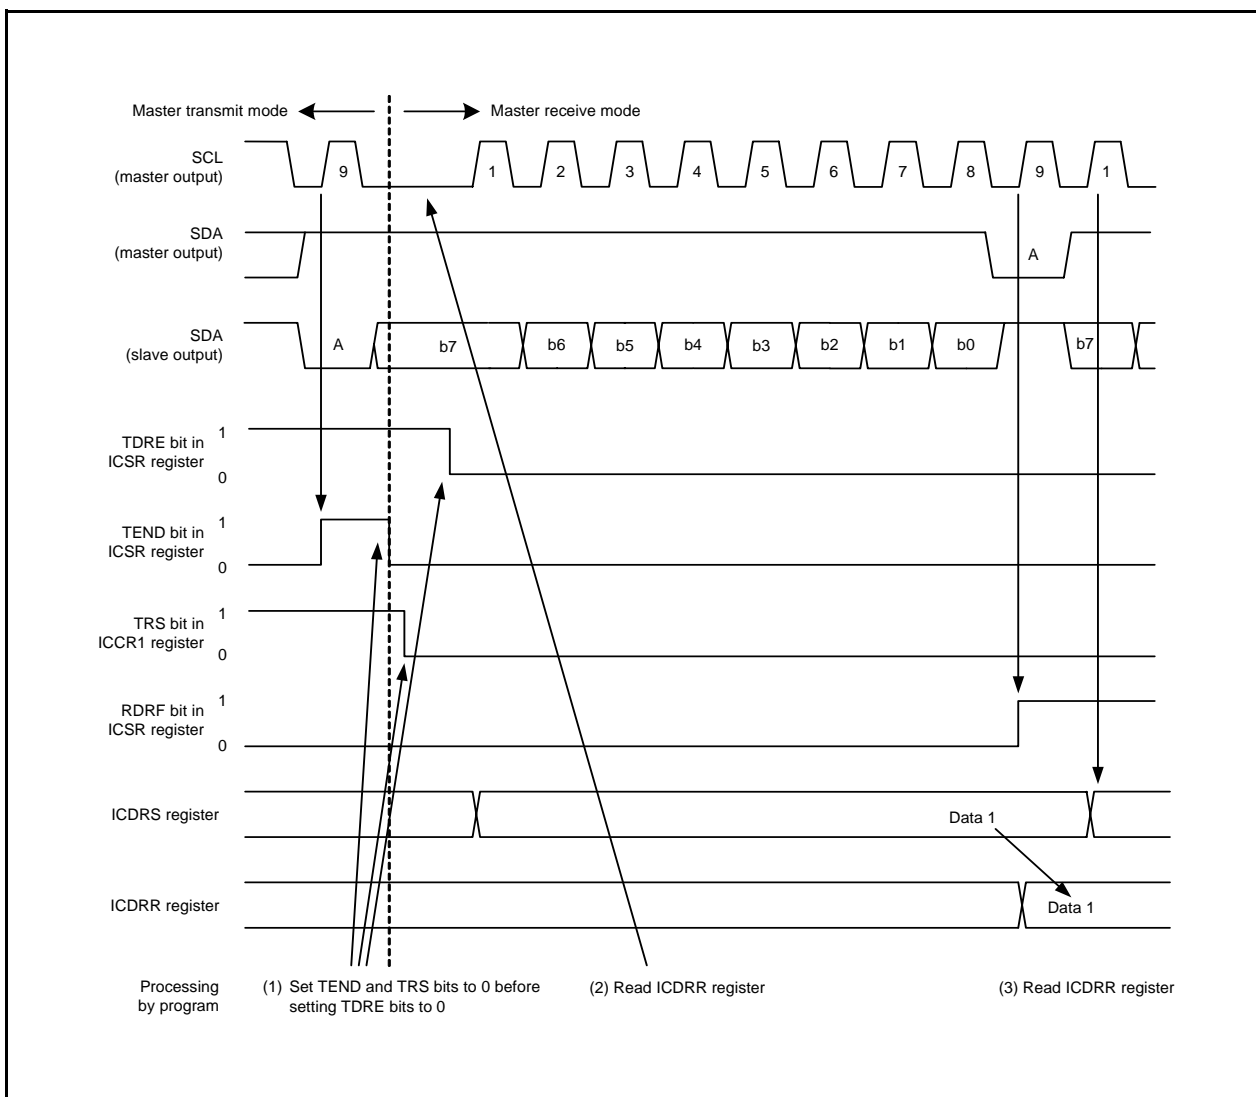 Master transmit mode
Master receive mode
SCL
(master output)
9
1
2
3
4
5
6
7
8
9
1
SDA
(master output)
A
SDA
(slave output)
A
b7
b6
b5
b4
b3
b2
b1
b0
b7
TDRE bit in
ICSR register
1
0
TEND bit in
ICSR register
1
0
TRS bit in
ICCR1 register
1
0
RDRF bit in
ICSR register
1
0
ICDRS register
Data 1
ICDRR register
Data 1
Processing
by program
(1) Set TEND and TRS bits to 0 before
setting TDRE bits to 0
(2) Read ICDRR register
(3) Read ICDRR register